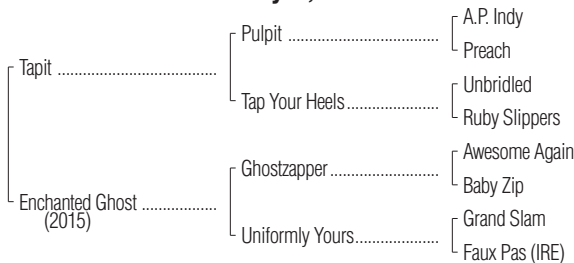 A.P. Indy
Pulpit
Preach
Tapit
Unbridled
Tap Your Heels
Ruby Slippers
Awesome Again
Ghostzapper
Baby Zip
Enchanted Ghost
(2015)
Grand Slam
Uniformly Yours
Faux Pas (IRE)